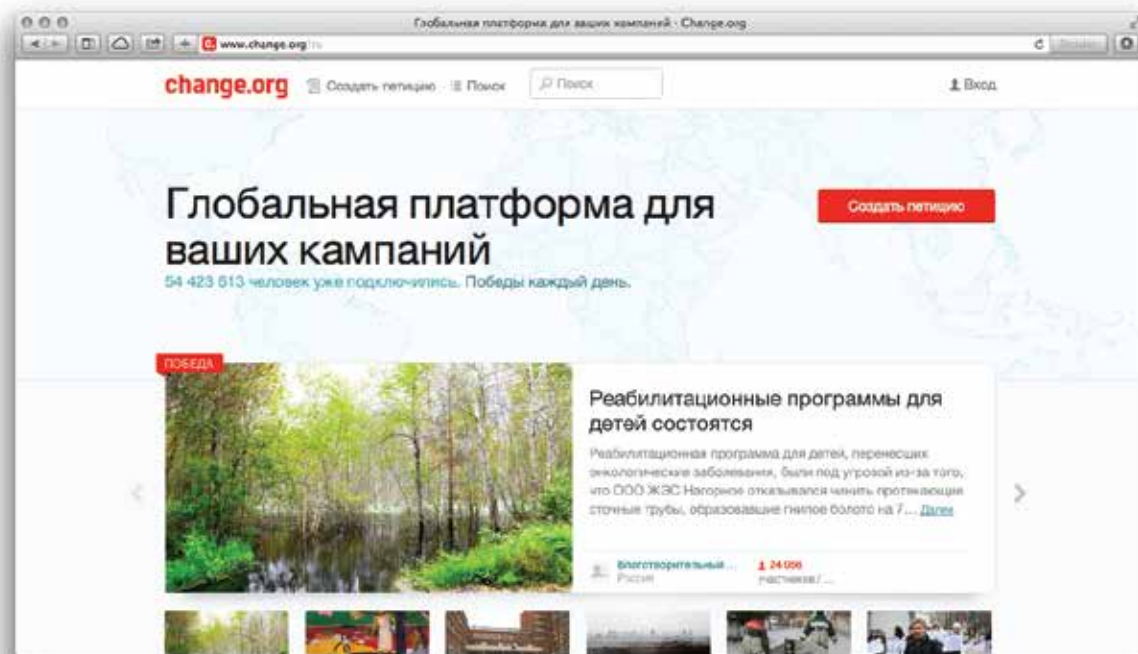 Глобальная платформа для ваших кампаний - Change.org
www.change.org/ru
change.org Создать петицию Поиск Поиск Вход
Глобальная платформа для
ваших кампаний
Создать петицию
54 423 513 человек уже подключились. Победы каждый день.
ПОБЕДА
Реабилитационные программы для
детей состоятся
Реабилитационная программа для детей, перенесших
онкологические заболевания, были под угрозой из-за того,
что ООО ЖЭС Нагорное отказывался чинить протекающие
сточные трубы, образовавшие гнилое болото на 7... Далее
Благотворительный ...
Россия
24 056